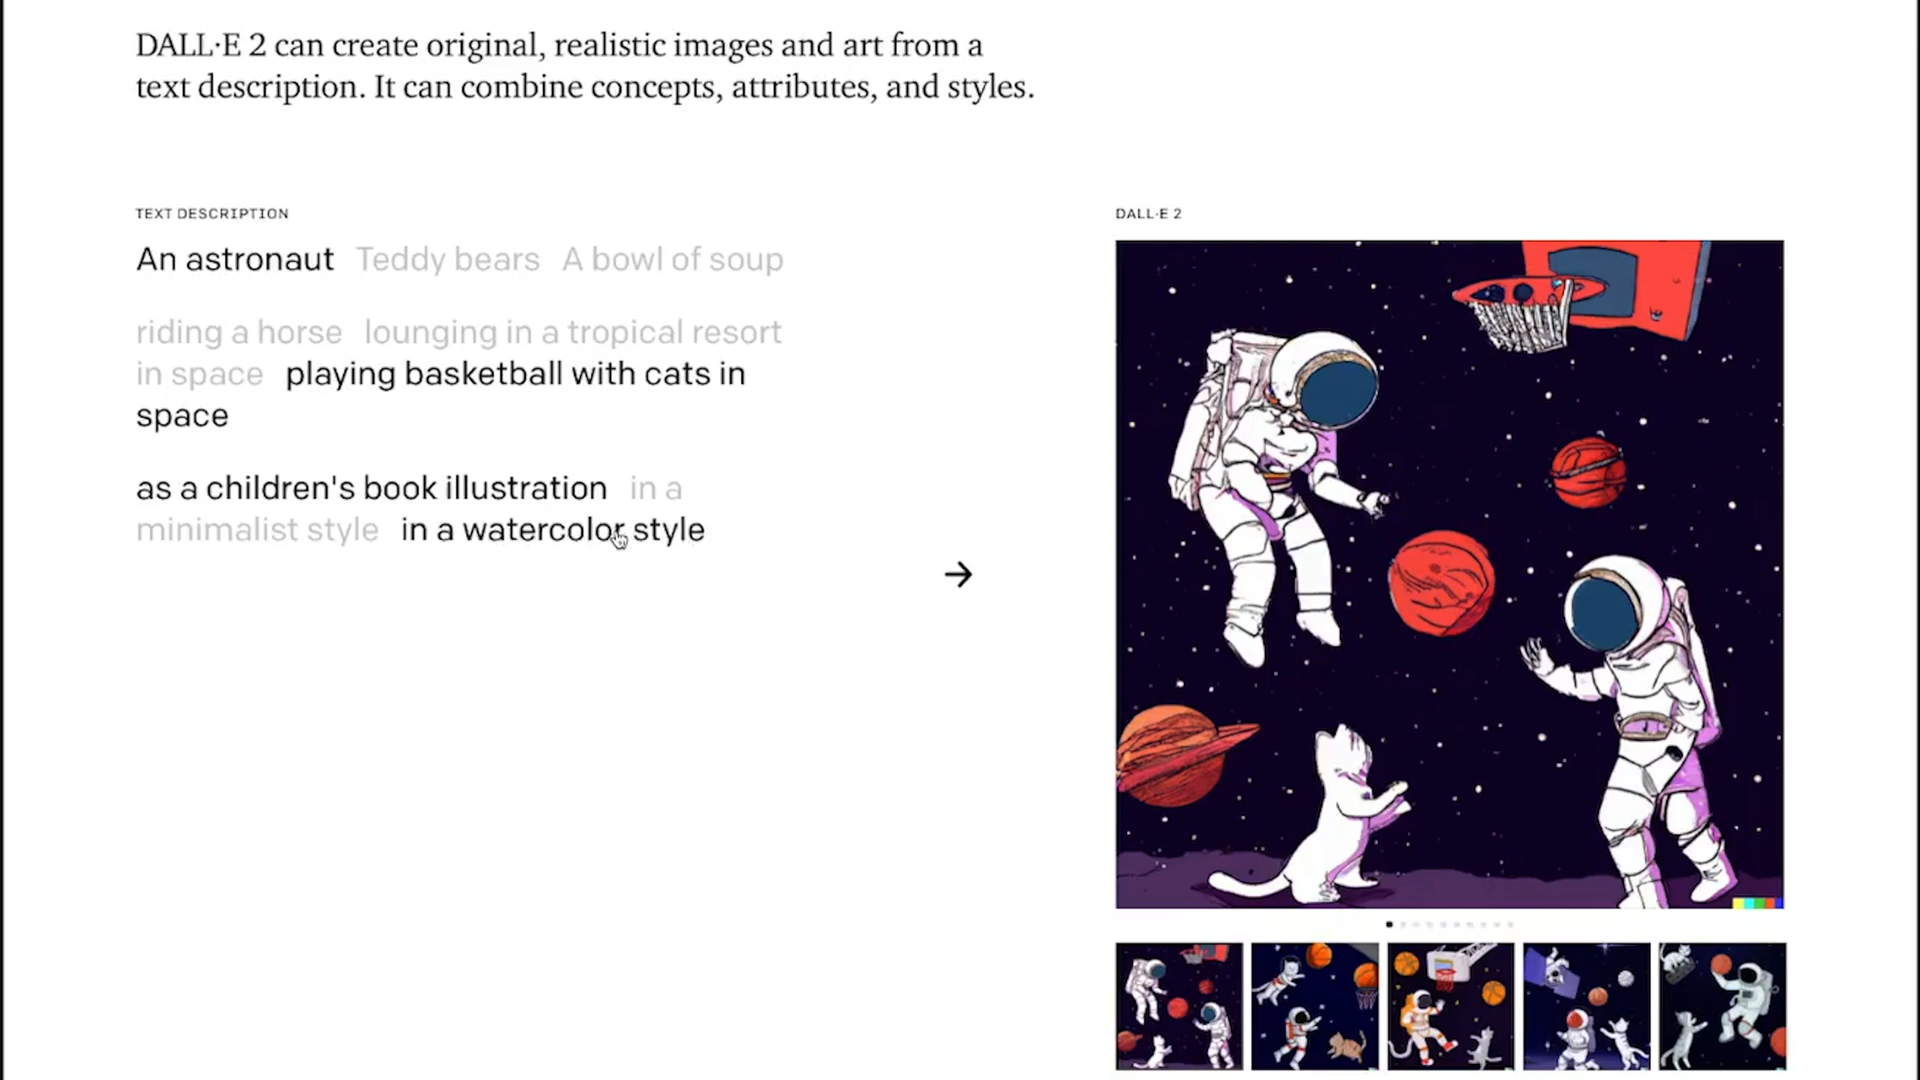 DALL·E 2 can create original, realistic images and art from a
text description. It can combine concepts, attributes, and styles.
TEXT DESCRIPTION
An astronaut Teddy bears A bowl of soup
riding a horse lounging in a tropical resort
in space playing basketball with cats in
space
as a children's book illustration in a
minimalist style in a watercolor style
DALL·E 2